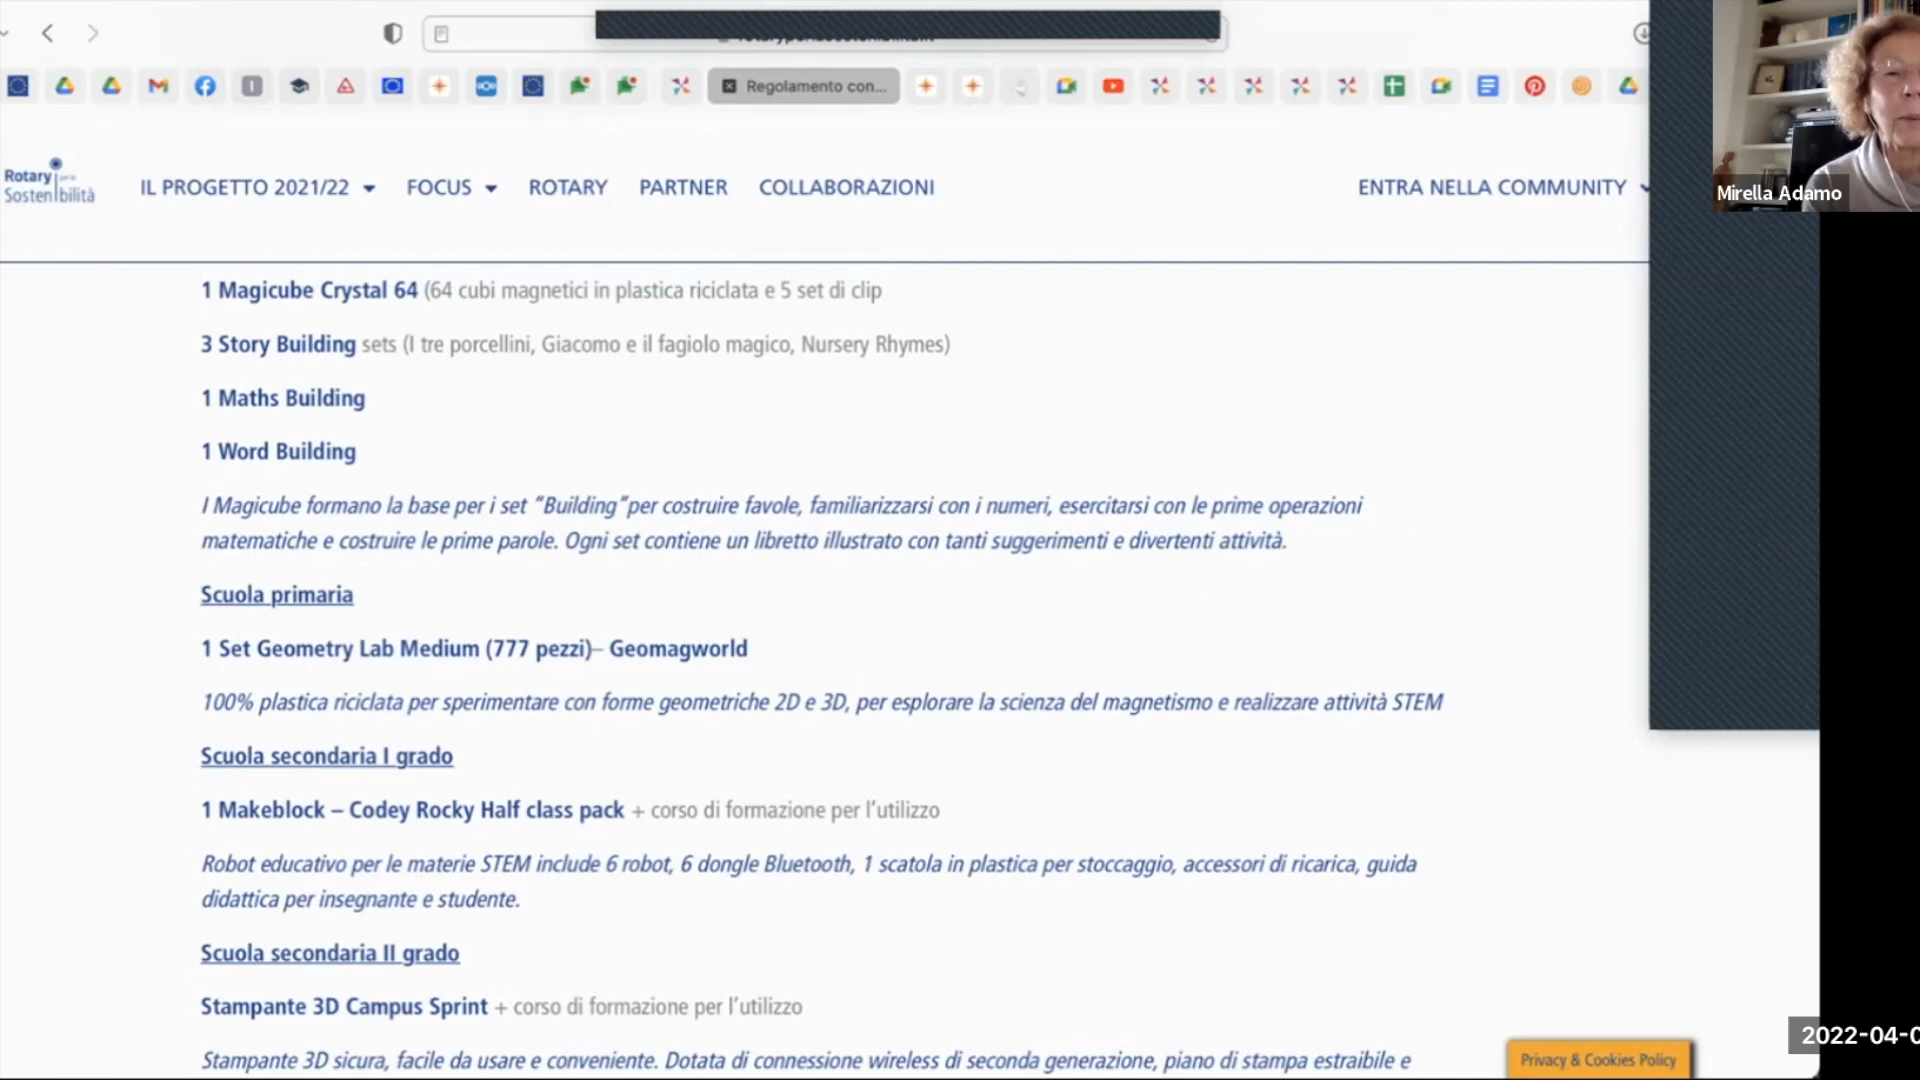 Regolamento con...
Rotary per la
Sostenibilità
IL PROGETTO 2021/22
FOCUS
ROTARY
PARTNER
COLLABORAZIONI
ENTRA NELLA COMMUNITY
Mirella Adamo
1 Magicube Crystal 64 (64 cubi magnetici in plastica riciclata e 5 set di clip
3 Story Building sets (I tre porcellini, Giacomo e il fagiolo magico, Nursery Rhymes)
1 Maths Building
1 Word Building
I Magicube formano la base per i set “Building”per costruire favole, familiarizzarsi con i numeri, esercitarsi con le prime operazioni
matematiche e costruire le prime parole. Ogni set contiene un libretto illustrato con tanti suggerimenti e divertenti attività.
Scuola primaria
1 Set Geometry Lab Medium (777 pezzi)– Geomagworld
100% plastica riciclata per sperimentare con forme geometriche 2D e 3D, per esplorare la scienza del magnetismo e realizzare attività STEM
Scuola secondaria I grado
1 Makeblock – Codey Rocky Half class pack + corso di formazione per l’utilizzo
Robot educativo per le materie STEM include 6 robot, 6 dongle Bluetooth, 1 scatola in plastica per stoccaggio, accessori di ricarica, guida
didattica per insegnante e studente.
Scuola secondaria II grado
Stampante 3D Campus Sprint + corso di formazione per l’utilizzo
Stampante 3D sicura, facile da usare e conveniente. Dotata di connessione wireless di seconda generazione, piano di stampa estraibile e
Privacy & Cookies Policy
2022-04-0